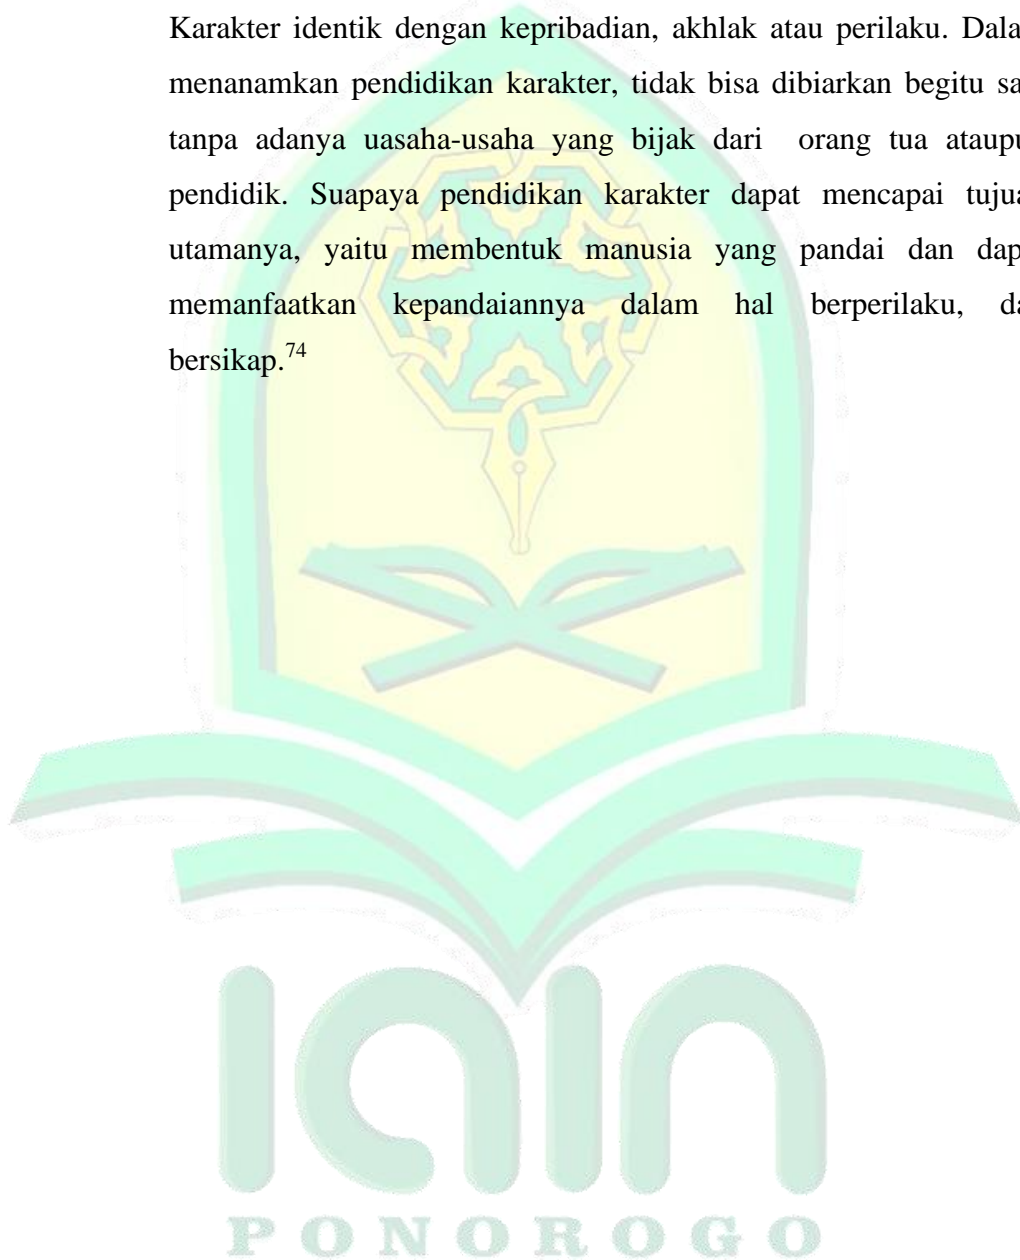 Karakter identik dengan kepribadian, akhlak atau perilaku. Dala
menanamkan pendidikan karakter, tidak bisa dibiarkan begitu sa
tanpa adanya uasaha-usaha yang bijak dari orang tua ataupu
pendidik. Suapaya pendidikan karakter dapat mencapai tujua
utamanya, yaitu membentuk manusia yang pandai dan dap
memanfaatkan kepandaiannya dalam hal berperilaku, da
bersikap.74
iain
PONOROGO